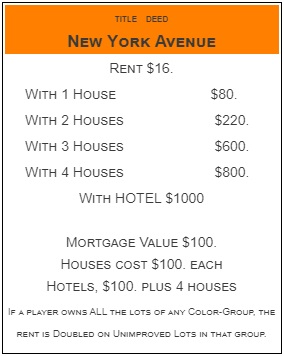 TITLE DEED
NEW YORK AVENUE
RENT $16.
WITH 1 HOUSE $80.
WITH 2 HOUSES $220.
WITH 3 HOUSES $600.
WITH 4 HOUSES $800.
WITH HOTEL $1000
MORTGAGE VALUE $100.
HOUSES COST $100. EACH
HOTELS, $100. PLUS 4 HOUSES
IF A PLAYER OWNS ALL THE LOTS OF ANY COLOR-GROUP, THE
RENT IS DOUBLED ON UNIMPROVED LOTS IN THAT GROUP.